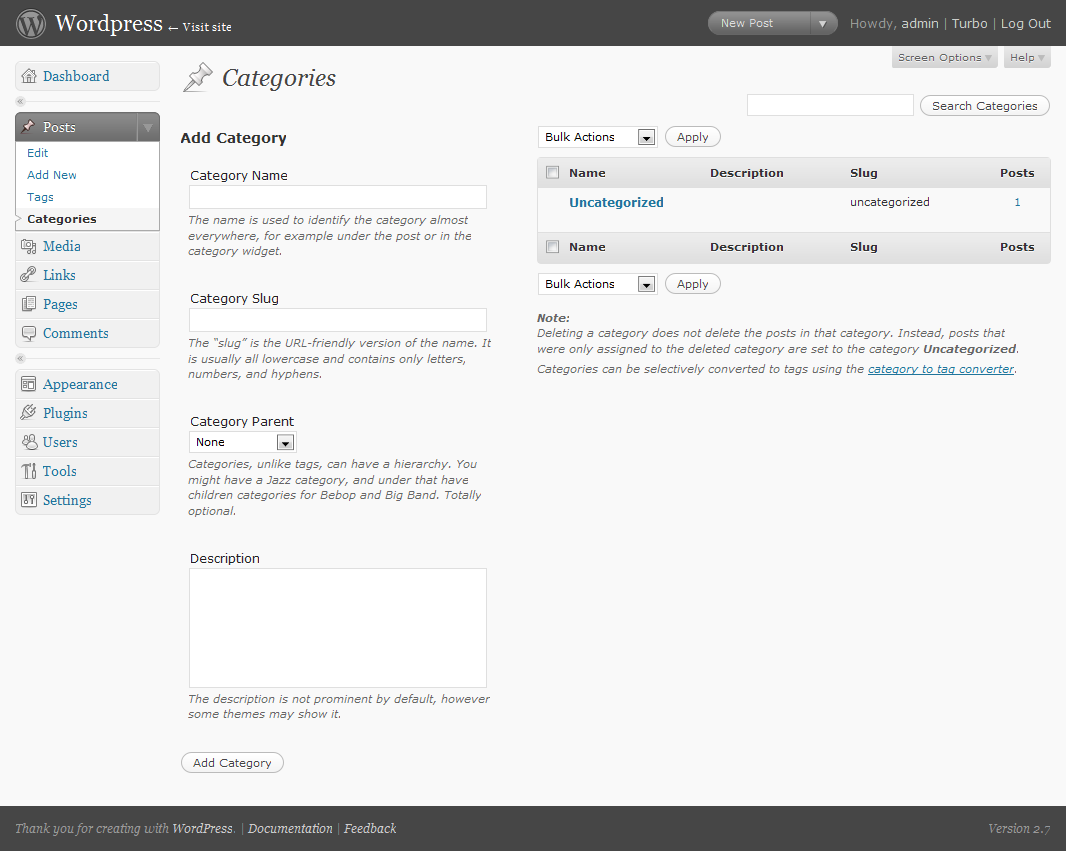 Wordpress ← Visit site
New Post
Howdy, admin | Turbo | Log Out
Screen Options
Help
Dashboard
Posts
Edit
Add New
Tags
Categories
Media
Links
Pages
Comments
Appearance
Plugins
Users
Tools
Settings
Categories
Search Categories
Add Category
Category Name
The name is used to identify the category almost
everywhere, for example under the post or in the
category widget.
Category Slug
The “slug” is the URL-friendly version of the name. It
is usually all lowercase and contains only letters,
numbers, and hyphens.
Category Parent
None
Categories, unlike tags, can have a hierarchy. You
might have a Jazz category, and under that have
children categories for Bebop and Big Band. Totally
optional.
Description
The description is not prominent by default, however
some themes may show it.
Add Category
Bulk Actions Apply
Name Description Slug Posts
Uncategorized uncategorized 1
Name Description Slug Posts
Bulk Actions Apply
Note:
Deleting a category does not delete the posts in that category. Instead, posts that
were only assigned to the deleted category are set to the category Uncategorized.
Categories can be selectively converted to tags using the category to tag converter.
Thank you for creating with WordPress. | Documentation | Feedback
Version 2.7